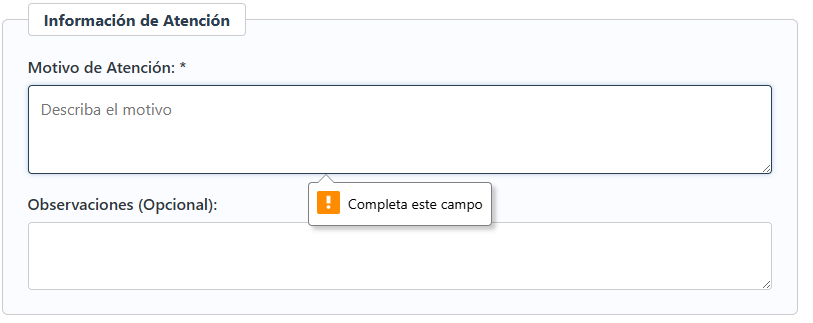 Información de Atención
Motivo de Atención: *
Describa el motivo
Completa este campo
Observaciones (Opcional):